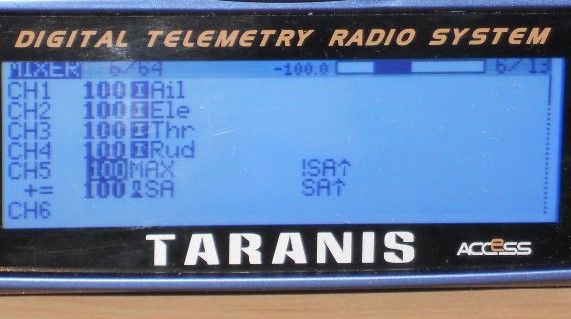 DIGITAL TELEMETRY RADIO SYSTEM
MIXER 6/64 -100.0 6/13
CH1 100 I Ail
CH2 100 I Ele
CH3 100 I Thr
CH4 100 I Rud
CH5 100 MAX !SA↑
+= 100 SA SA↑
CH6
TARANIS ACCESS